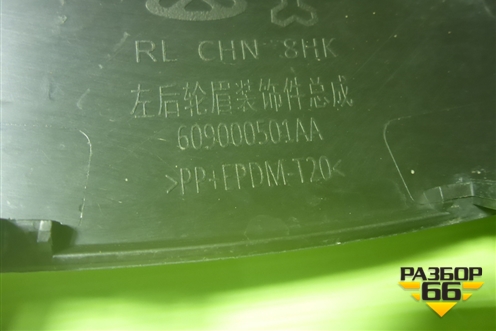 RL CHN 8HK
左后轮眉装饰件总成
609000501AA
>PP+EPDM-T20<
РАЗБОР
66